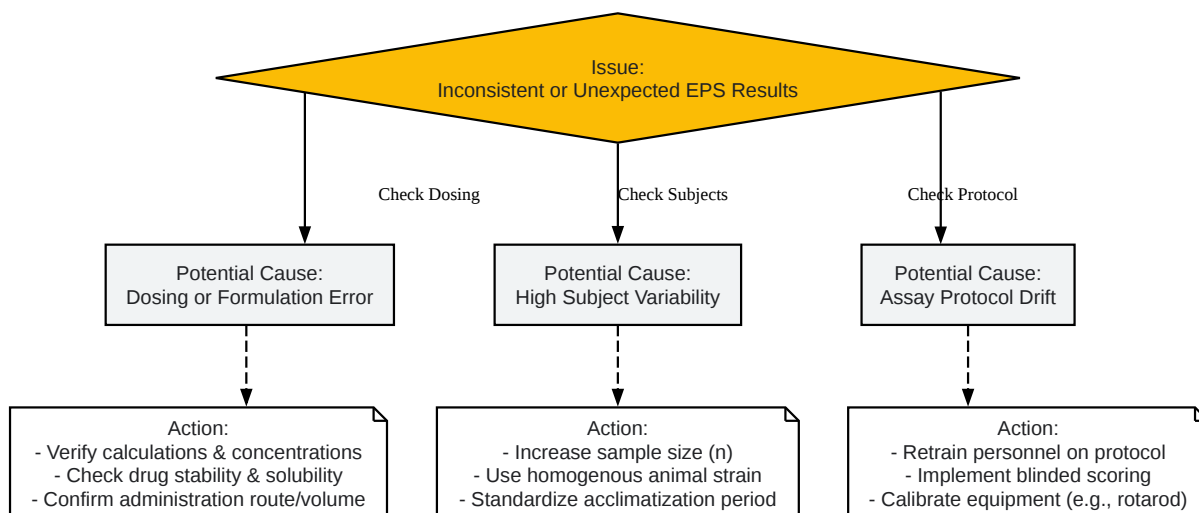 Issue:
Inconsistent or Unexpected EPS Results
Check Dosing
Check Subjects
Check Protocol
Potential Cause:
Dosing or Formulation Error
Potential Cause:
High Subject Variability
Potential Cause:
Assay Protocol Drift
Action:
- Verify calculations & concentrations
- Check drug stability & solubility
- Confirm administration route/volume
Action:
- Increase sample size (n)
- Use homogenous animal strain
- Standardize acclimatization period
Action:
- Retrain personnel on protocol
- Implement blinded scoring
- Calibrate equipment (e.g., rotarod)